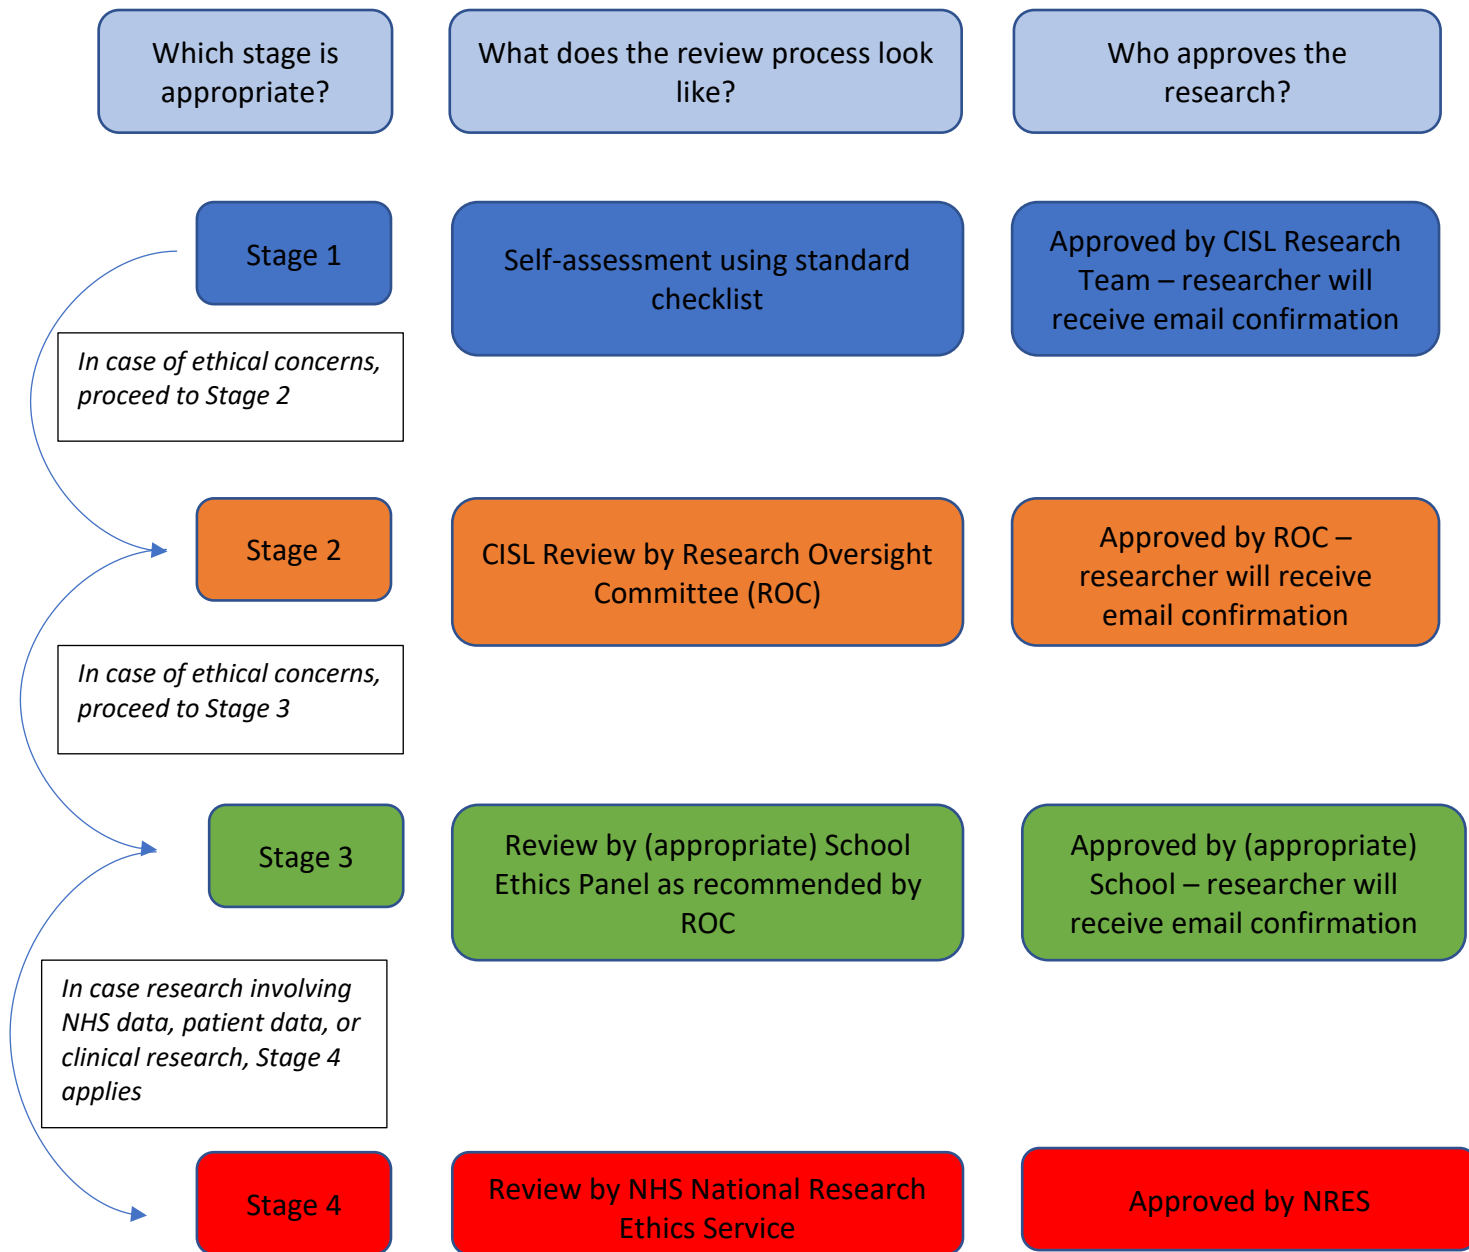 Which stage is
appropriate?
What does the review process look
like?
Who approves the
research?
Stage 1
Self-assessment using standard
checklist
Approved by CISL Research
Team – researcher will
receive email confirmation
In case of ethical concerns,
proceed to Stage 2
Stage 2
CISL Review by Research Oversight
Committee (ROC)
Approved by ROC –
researcher will receive
email confirmation
In case of ethical concerns,
proceed to Stage 3
Stage 3
Review by (appropriate) School
Ethics Panel as recommended by
ROC
Approved by (appropriate)
School – researcher will
receive email confirmation
In case research involving
NHS data, patient data, or
clinical research, Stage 4
applies
Stage 4
Review by NHS National Research
Ethics Service
Approved by NRES